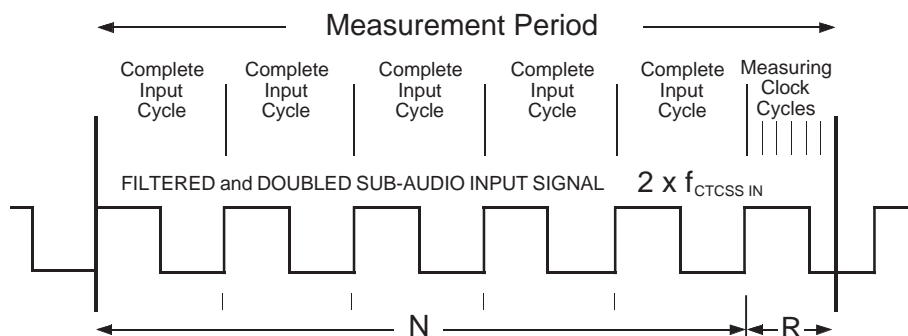 Measurement Period
Complete Input Cycle
Complete Input Cycle
Complete Input Cycle
Complete Input Cycle
Complete Input Cycle
Measuring Clock Cycles
FILTERED and DOUBLED SUB-AUDIO INPUT SIGNAL 2 x fCTCSS IN
N
R